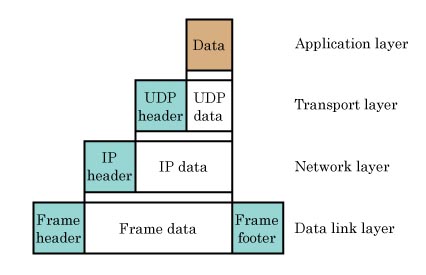 Data
Application layer
UDP
header
UDP
data
Transport layer
IP
header
IP data
Network layer
Frame
header
Frame data
Frame
footer
Data link layer